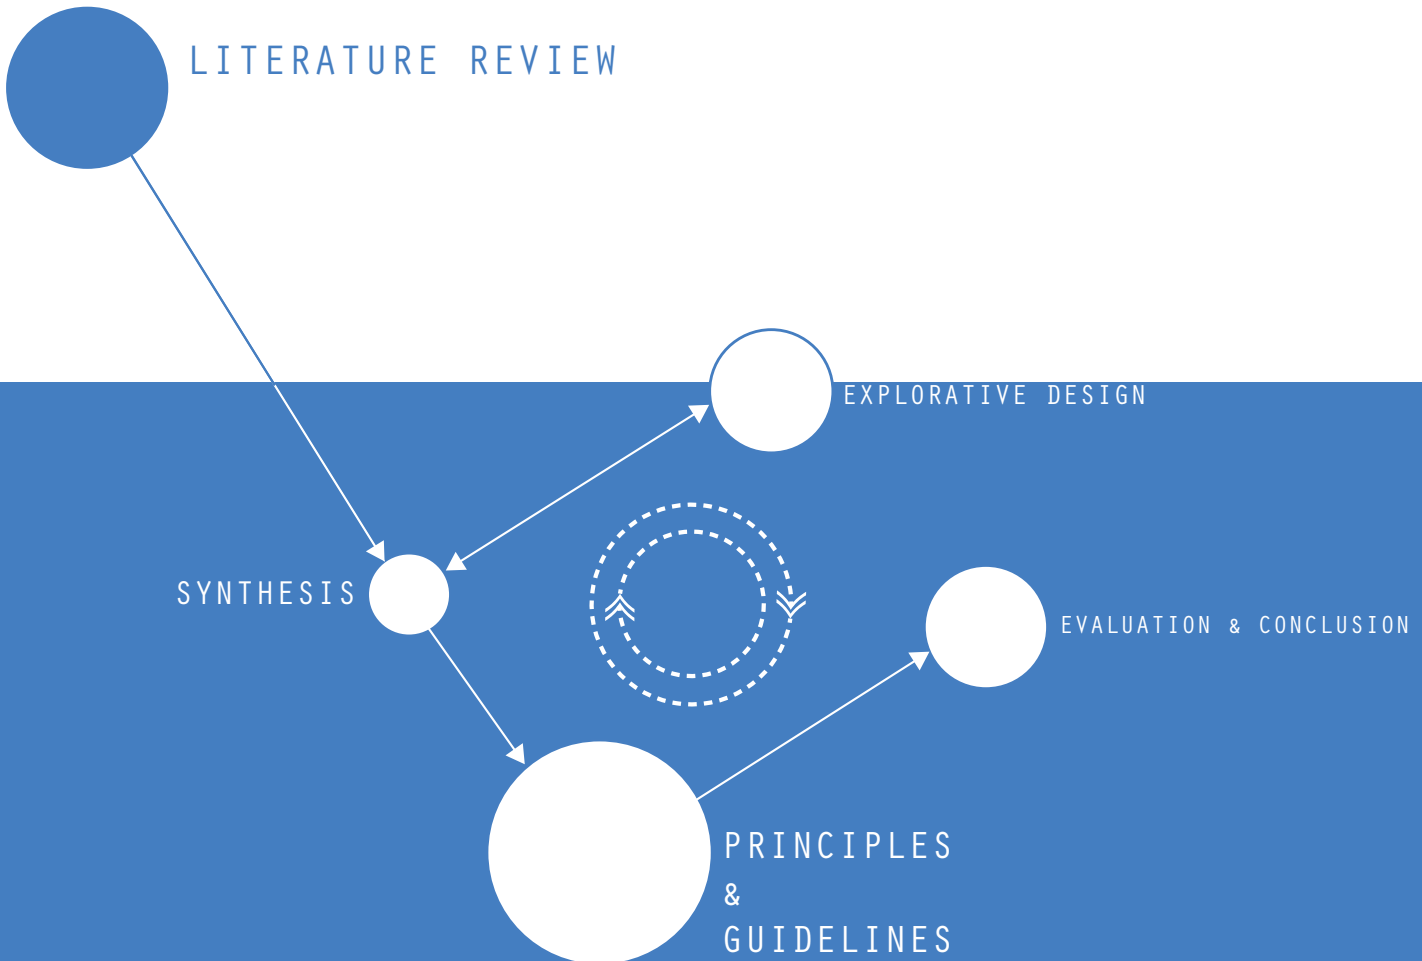 LITERATURE REVIEW
EXPLORATIVE DESIGN
SYNTHESIS
EVALUATION & CONCLUSION
PRINCIPLES
&
GUIDELINES